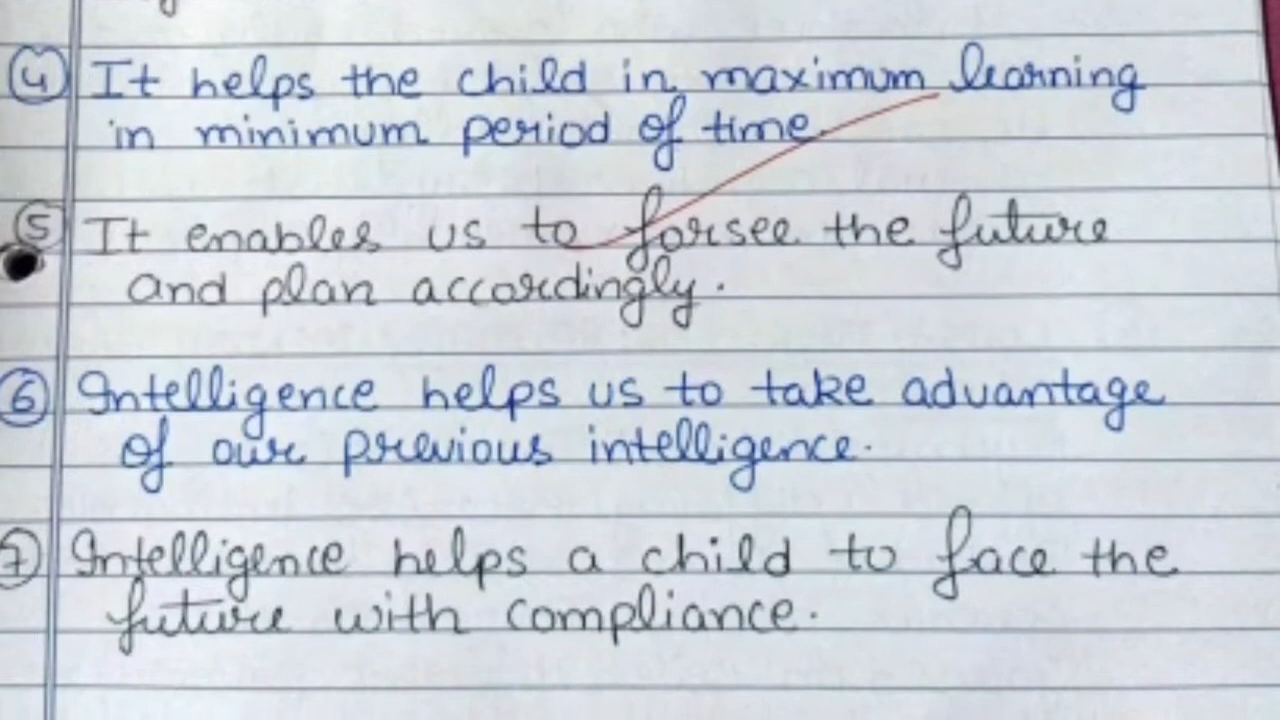 ④ It helps the child in maximum learning
in minimum period of time.
⑤ It enables us to forsee the future
and plan accordingly.
⑥ Intelligence helps us to take advantage
of our previous intelligence.
⑦ Intelligence helps a child to face the
future with compliance.